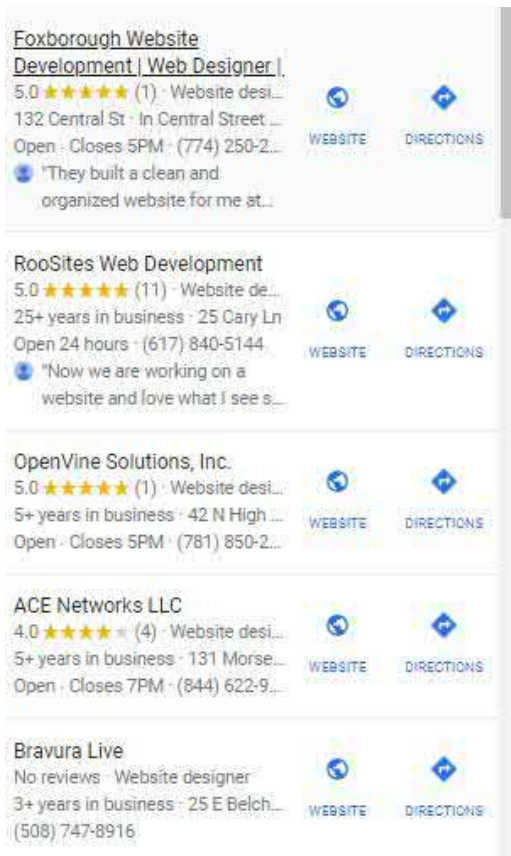 Foxborough Website
Development | Web Designer |
5.0 (1) · Website desi...
132 Central St · In Central Street ...
Open · Closes 5PM · (774) 250-2...
WEBSITE
DIRECTIONS
"They built a clean and
organized website for me at...
RooSites Web Development
5.0 (11) · Website de...
25+ years in business · 25 Cary Ln
Open 24 hours · (617) 840-5144
WEBSITE
DIRECTIONS
"Now we are working on a
website and love what I see s...
OpenVine Solutions, Inc.
5.0 (1) · Website desi...
5+ years in business · 42 N High ...
Open · Closes 5PM · (781) 850-2...
WEBSITE
DIRECTIONS
ACE Networks LLC
4.0 (4) · Website desi...
5+ years in business · 131 Morse...
Open · Closes 7PM · (844) 622-9...
WEBSITE
DIRECTIONS
Bravura Live
No reviews · Website designer
3+ years in business · 25 E Belch...
(508) 747-8916
WEBSITE
DIRECTIONS